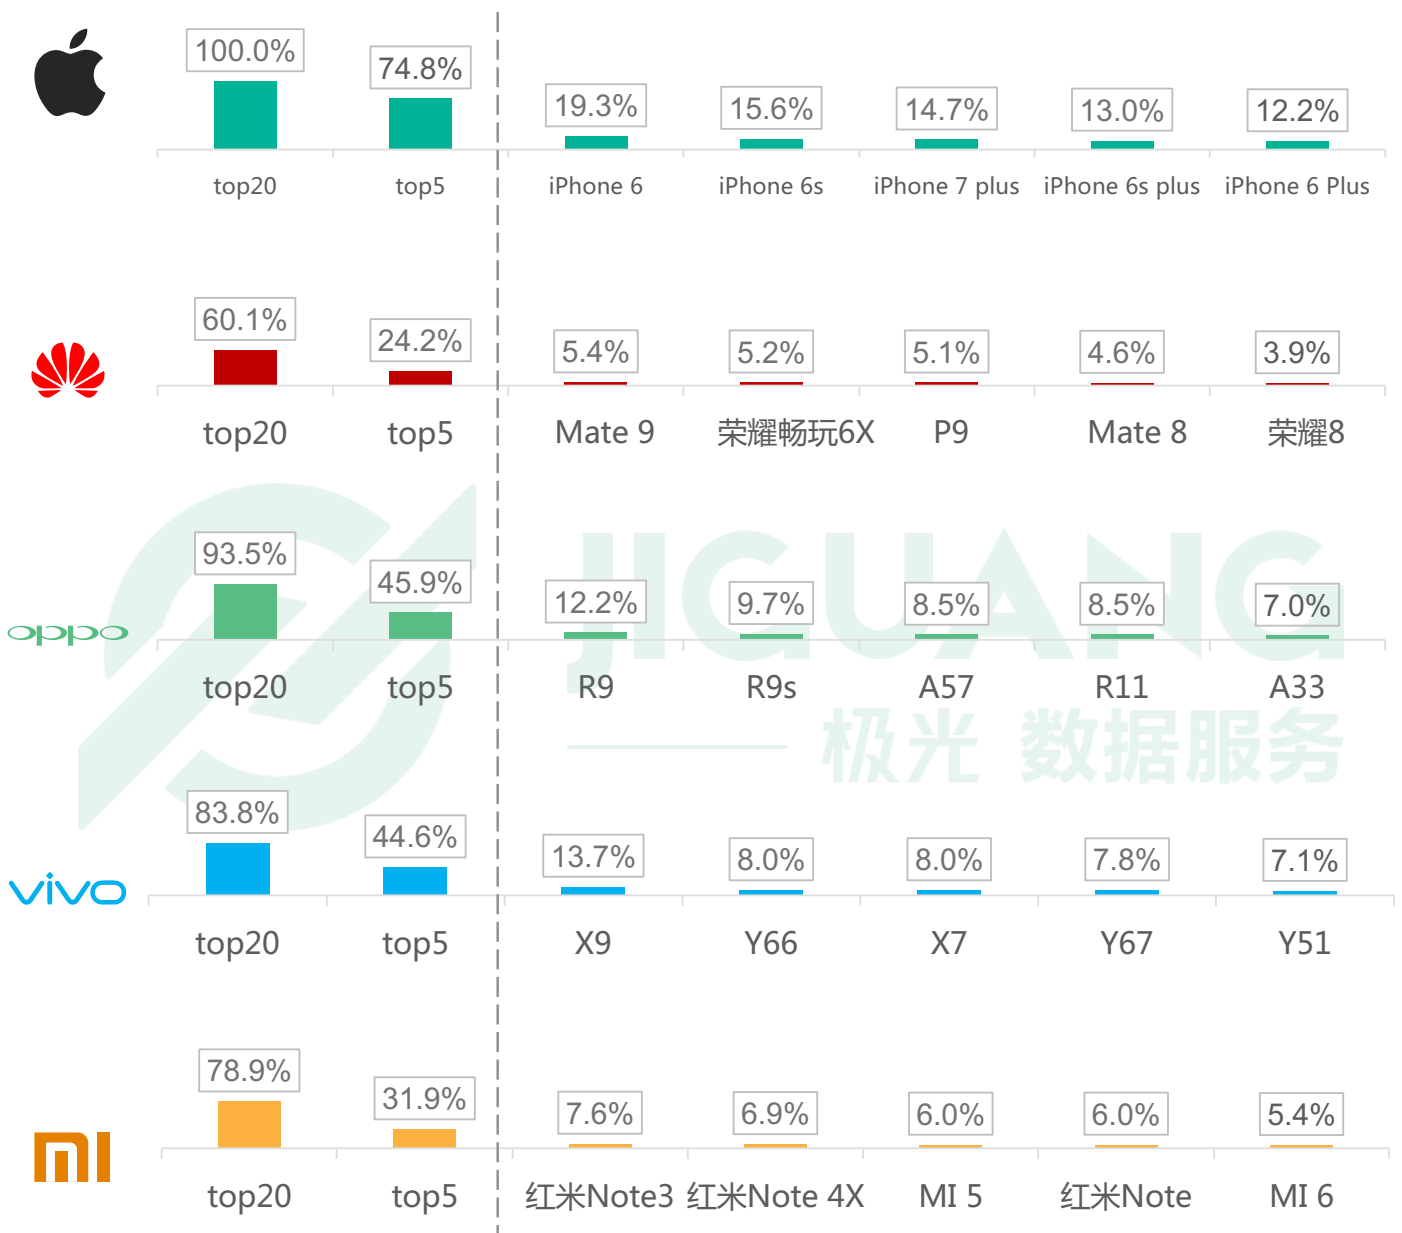 100.0% 74.8% 19.3% 15.6% 14.7% 13.0% 12.2%
top20 top5 iPhone 6 iPhone 6s iPhone 7 plus iPhone 6s plus iPhone 6 Plus
60.1% 24.2% 5.4% 5.2% 5.1% 4.6% 3.9%
top20 top5 Mate 9 荣耀畅玩6X P9 Mate 8 荣耀8
JIGUANG
93.5% 45.9% 12.2% 9.7% 8.5% 8.5% 7.0%
oppo
top20 top5 R9 R9s A57 R11 A33
极光 数据服务
83.8% 44.6% 13.7% 8.0% 8.0% 7.8% 7.1%
vivo
top20 top5 X9 Y66 X7 Y67 Y51
78.9% 31.9% 7.6% 6.9% 6.0% 6.0% 5.4%
mi
top20 top5 红米Note3 红米Note 4X MI 5 红米Note MI 6